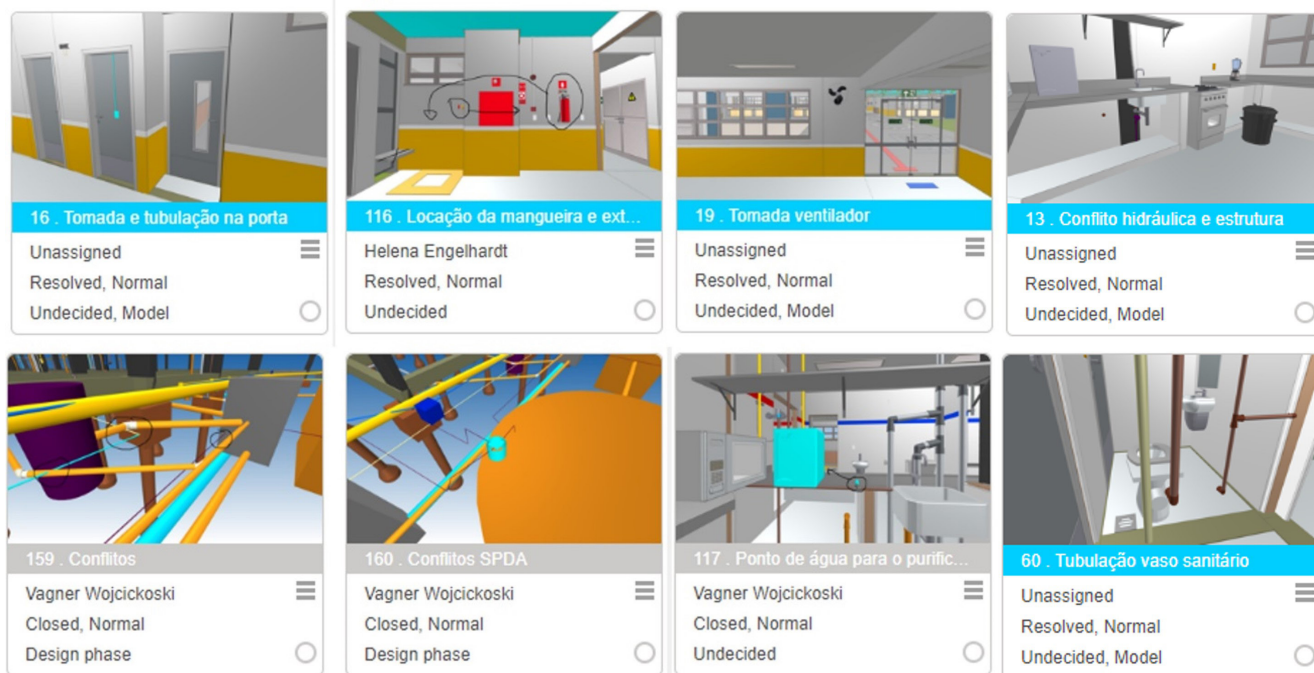 16 . Tomada e tubulação na porta
Unassigned
Resolved, Normal
Undecided, Model
116 . Locação da mangueira e ext...
Helena Engelhardt
Resolved, Normal
Undecided
19 . Tomada ventilador
Unassigned
Resolved, Normal
Undecided, Model
13 . Conflito hidráulica e estrutura
Unassigned
Resolved, Normal
Undecided, Model
159 . Conflitos
Vagner Wojcickoski
Closed, Normal
Design phase
160 . Conflitos SPDA
Vagner Wojcickoski
Closed, Normal
Design phase
117 . Ponto de água para o purific...
Vagner Wojcickoski
Closed, Normal
Undecided
60 . Tubulação vaso sanitário
Unassigned
Resolved, Normal
Undecided, Model